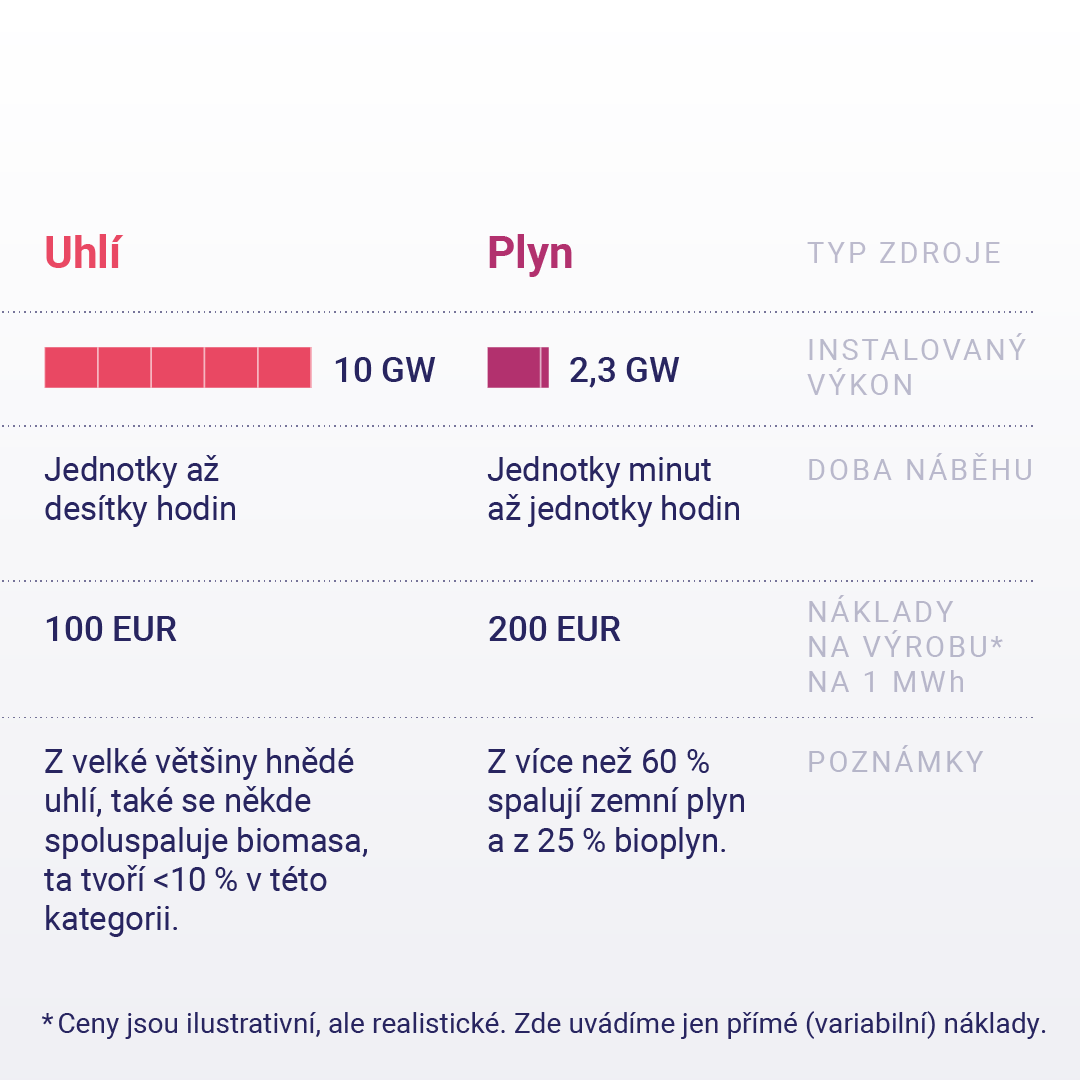 Uhlí
Plyn
TYP ZDROJE
10 GW
2,3 GW
INSTALOVANÝ
VÝKON
Jednotky až
desítky hodin
Jednotky minut
až jednotky hodin
DOBA NÁBĚHU
100 EUR
200 EUR
NÁKLADY
NA VÝROBU*
NA 1 MWh
Z velké většiny hnědé
uhlí, také se někde
spoluspaluje biomasa,
ta tvoří <10 % v této
kategorii.
Z více než 60 %
spalují zemní plyn
a z 25 % bioplyn.
POZNÁMKY
* Ceny jsou ilustrativní, ale realistické. Zde uvádíme jen přímé (variabilní) náklady.